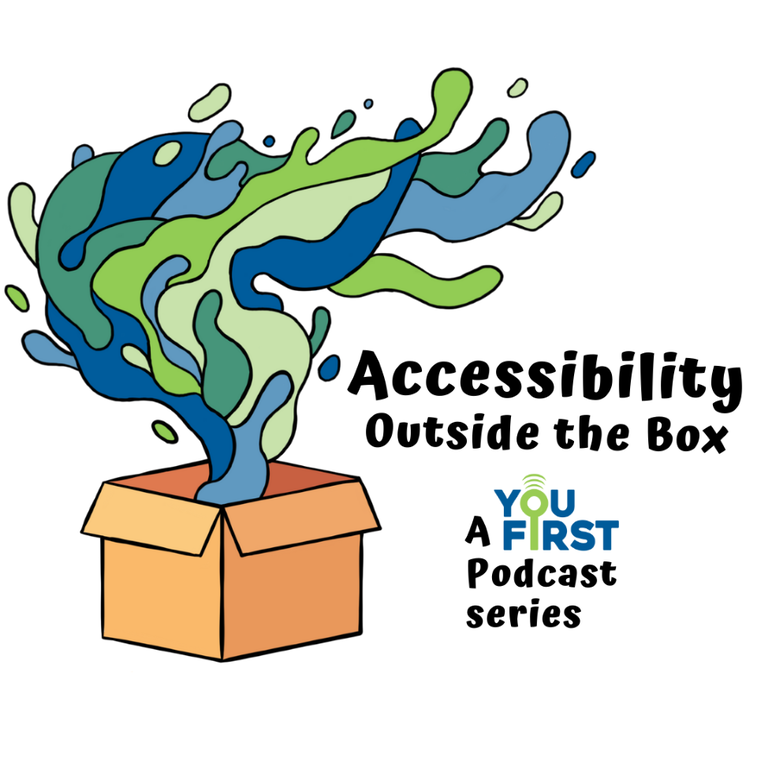 Accessibility
Outside the Box
A YOU FIRST
Podcast
series